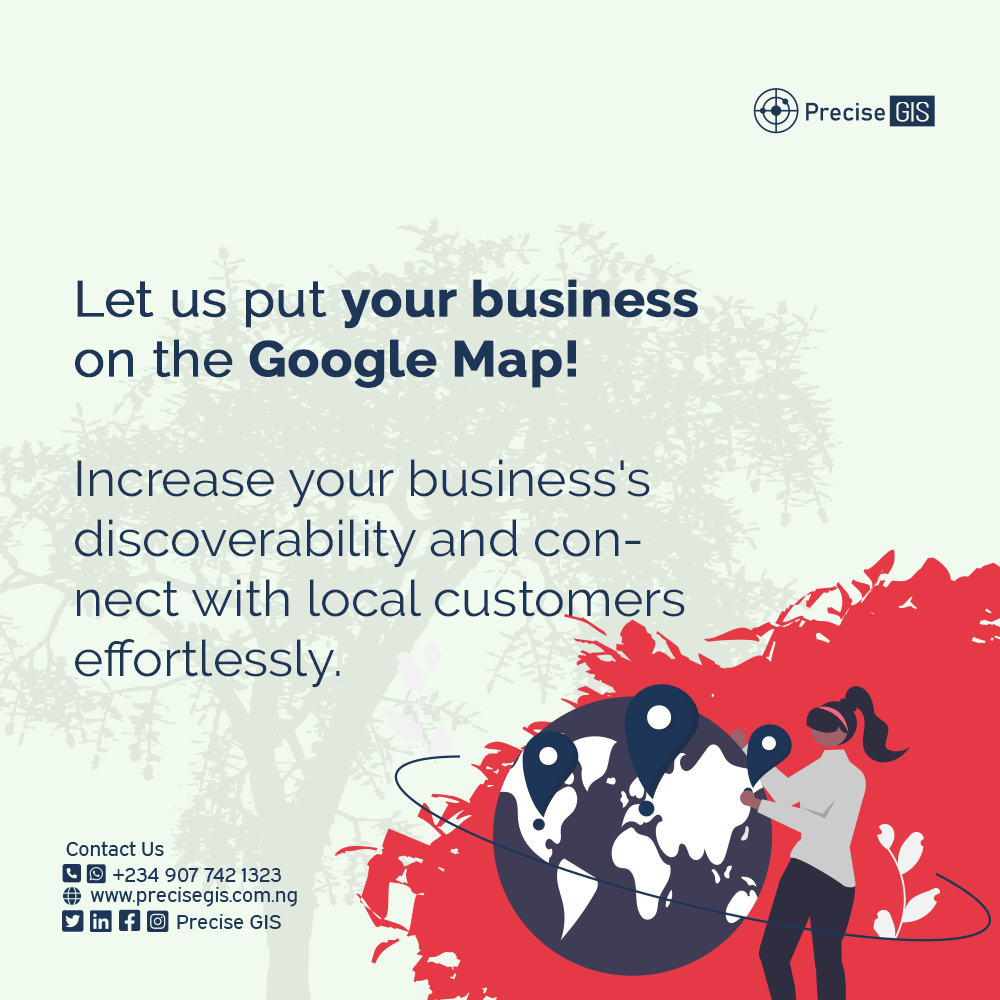 Precise GIS
Let us put your business
on the Google Map!
Increase your business's
discoverability and con-
nect with local customers
effortlessly.
Contact Us
+234 907 742 1323
www.precisegis.com.ng
Precise GIS